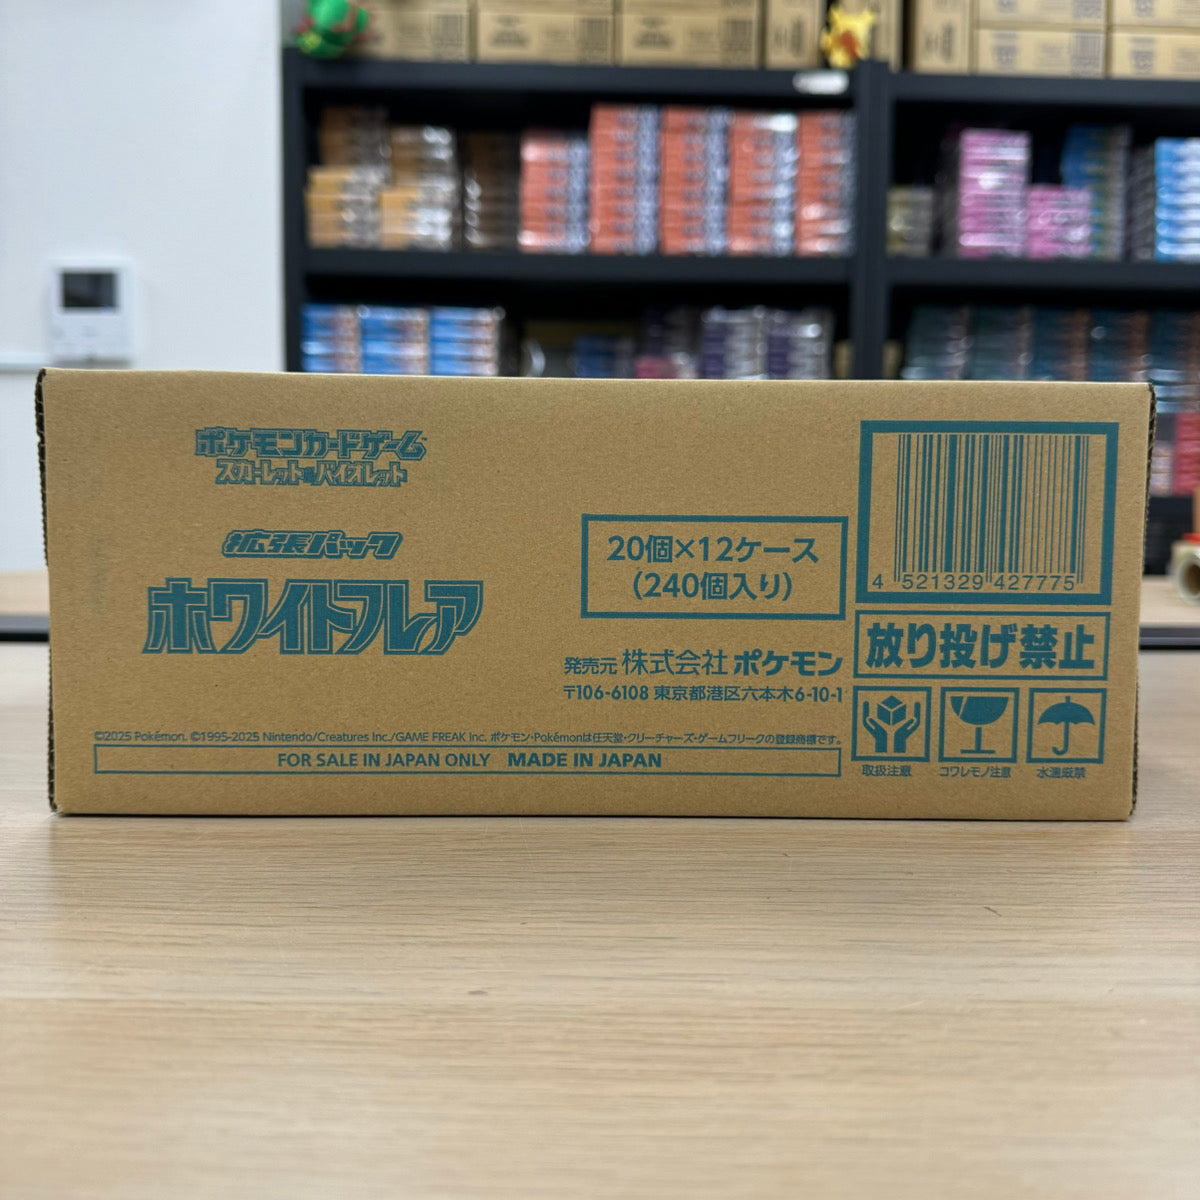 ポケモンカードゲーム
スカーレット&バイオレット
拡張パック
ホワイトフレア
20個×12ケース
(240個入り)
4 521329 427775
放り投げ禁止
発売元 株式会社 ポケモン
〒106-6108 東京都港区六本木6-10-1
取扱注意
コワレモノ注意
水濡厳禁
©2025 Pokémon. ©1995-2025 Nintendo/Creatures Inc./GAME FREAK Inc. ポケモン・Pokémonは任天堂・クリーチャーズ・ゲームフリークの登録商標です。
FOR SALE IN JAPAN ONLY MADE IN JAPAN